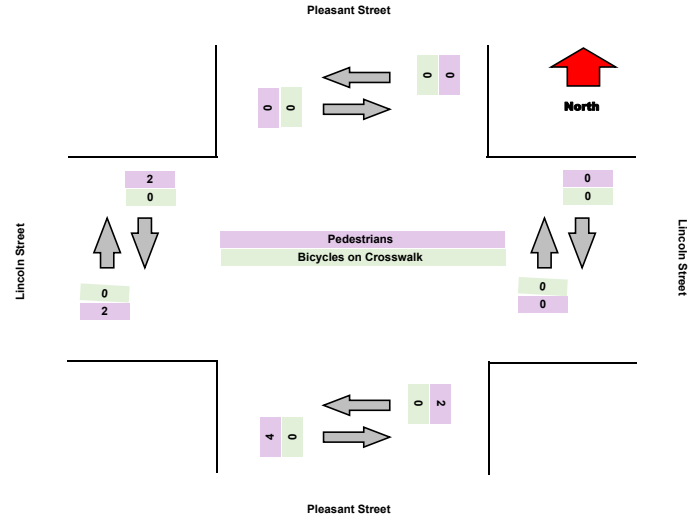 Pleasant Street
0 0
0 0
North
2
0
0
0
Lincoln Street
Lincoln Street
Pedestrians
Bicycles on Crosswalk
0
2
0
0
0 2
4 0
Pleasant Street